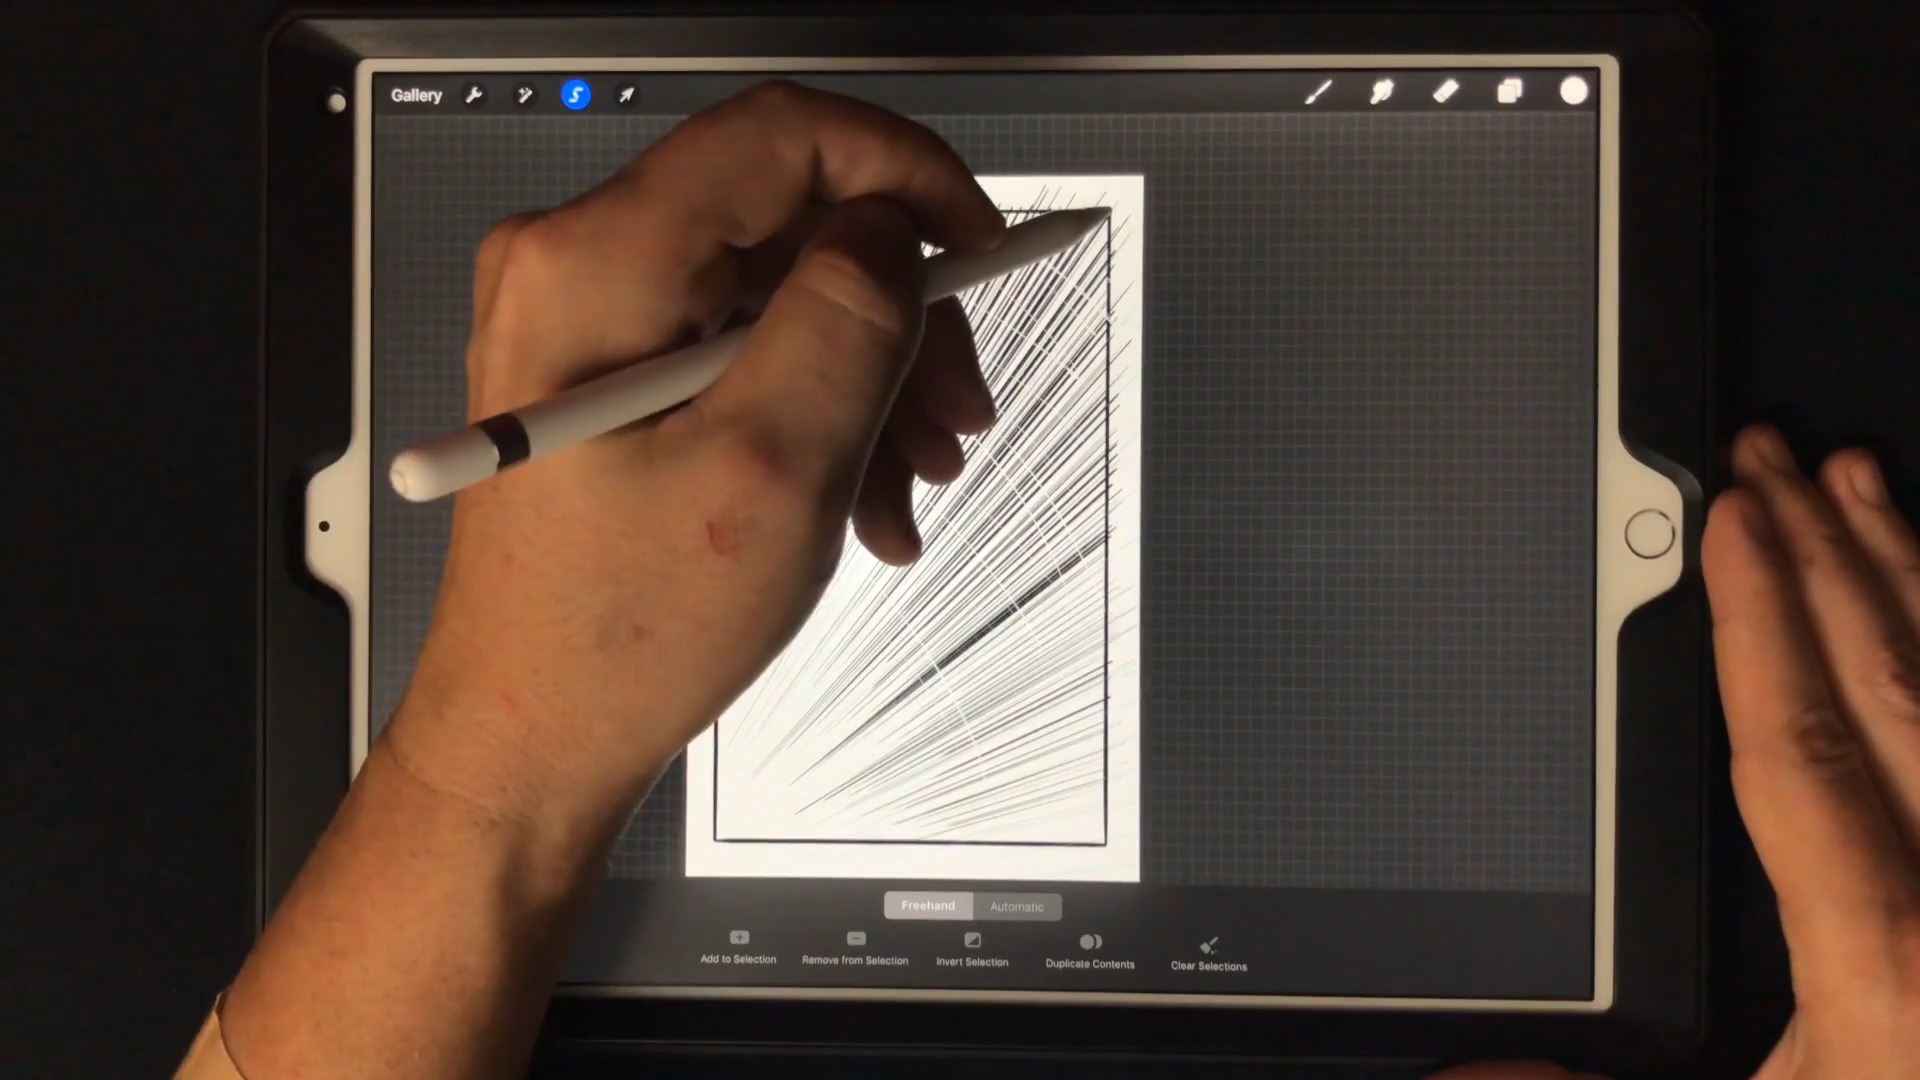 Gallery
Freehand Automatic
Add to Selection Remove from Selection Invert Selection Duplicate Contents Clear Selections